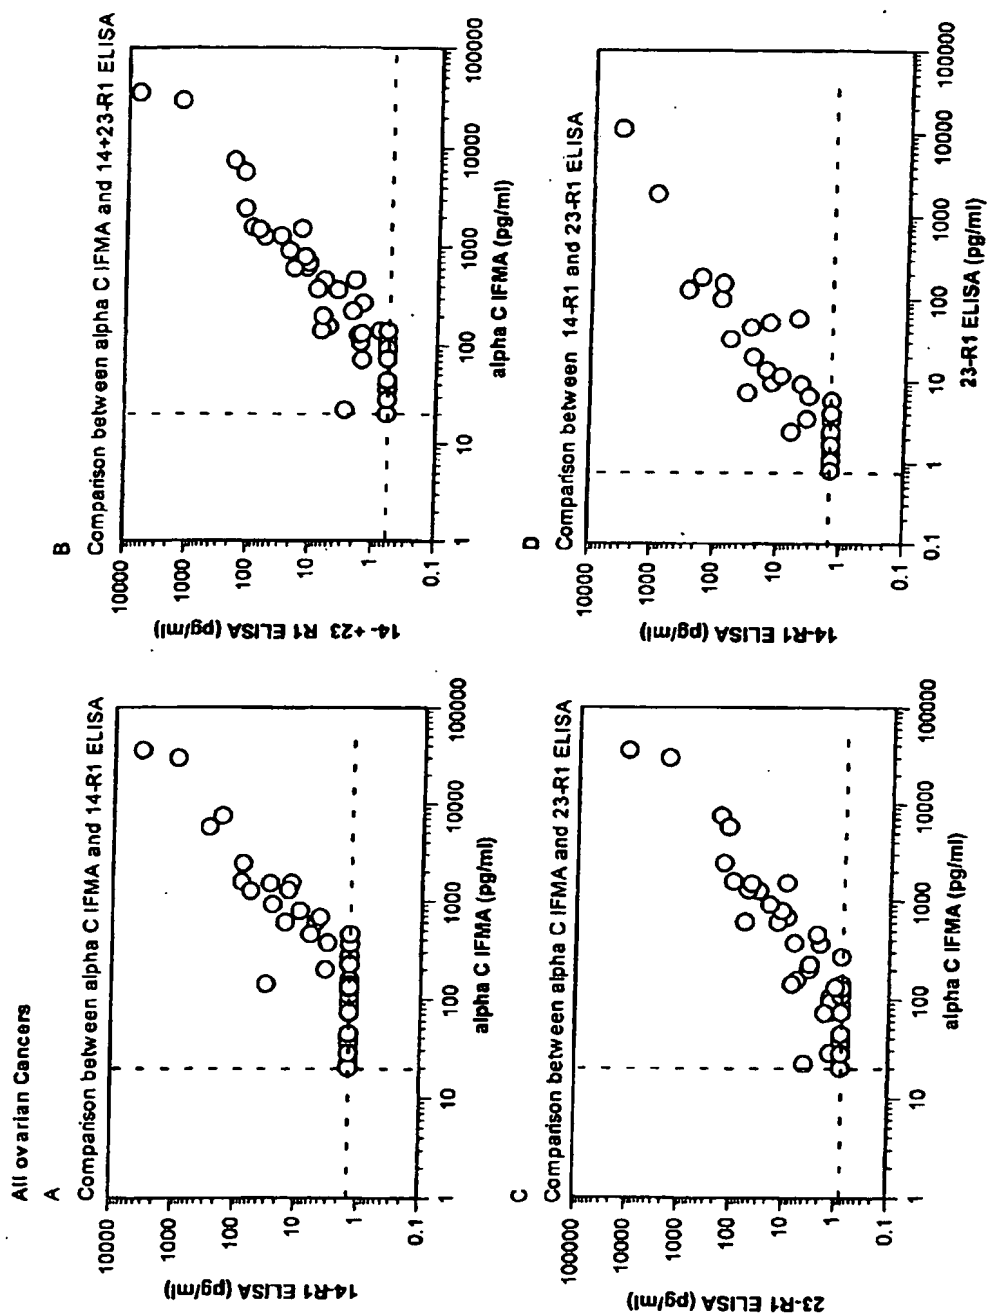 All ovarian Cancers
A
Comparison between alpha C IFMA and 14-R1 ELISA
14-R1 ELISA (pg/ml)
10000
1000
100
10
1
0.1
1
10
100
1000
10000
100000
alpha C IFMA (pg/ml)
B
Comparison between alpha C IFMA and 14+23-R1 ELISA
14- +23 R1 ELISA (pg/ml)
10000
1000
100
10
1
0.1
1
10
100
1000
10000
100000
alpha C IFMA (pg/ml)
C
Comparison between alpha C IFMA and 23-R1 ELISA
23-R1 ELISA (pg/ml)
100000
10000
1000
100
10
1
0.1
1
10
100
1000
10000
100000
alpha C IFMA (pg/ml)
D
Comparison between 14-R1 and 23-R1 ELISA
14-R1 ELISA (pg/ml)
10000
1000
100
10
1
0.1
0.1
1
10
100
1000
10000
100000
23-R1 ELISA (pg/ml)